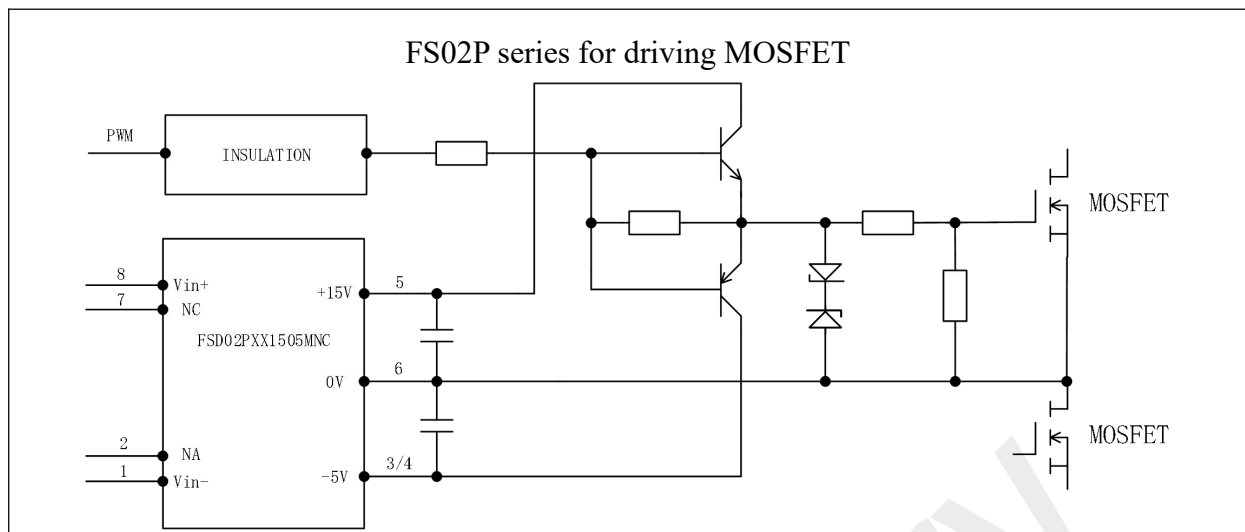 FS02P series for driving MOSFET
PWM
INSULATION
MOSFET
8
Vin+
7
NC
+15V
5
FSD02PXX1505MNC
0V
6
MOSFET
2
NA
1
Vin-
-5V
3/4